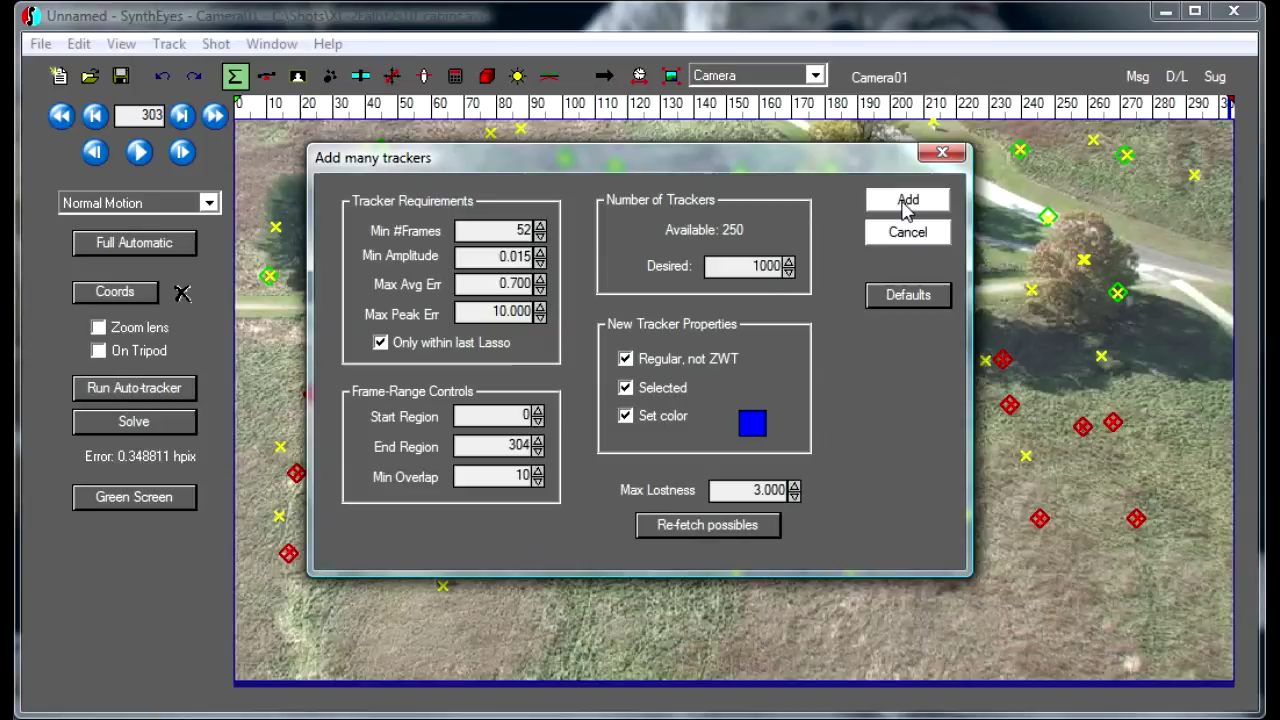 Unnamed - SynthEyes - Camera01 -
File Edit View Track Shot Window Help
Camera Camera01 Msg D/L Sug
303
0 10 20 30 40 50 60 70 80 90 100 110 120 130 140 150 160 170 180 190 200 210 220 230 240 250 260 270 280 290
Normal Motion
Full Automatic
Coords
Zoom lens
On Tripod
Run Auto-tracker
Solve
Error: 0.348811 hpix
Green Screen
Add many trackers
Tracker Requirements
Min #Frames 52
Min Amplitude 0.015
Max Avg Err 0.700
Max Peak Err 10.000
Only within last Lasso
Frame-Range Controls
Start Region 0
End Region 304
Min Overlap 10
Number of Trackers
Available: 250
Desired: 1000
New Tracker Properties
Regular, not ZWT
Selected
Set color
Max Lostness 3.000
Re-fetch possibles
Add
Cancel
Defaults